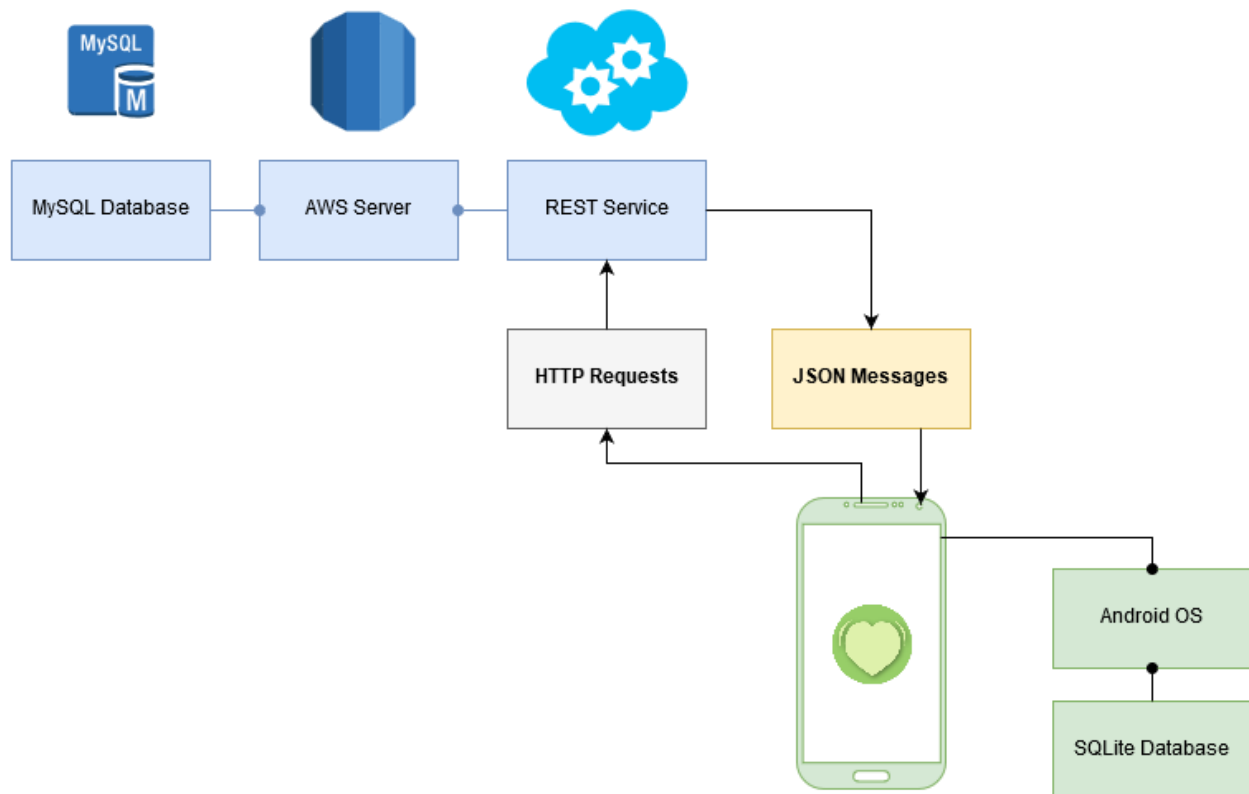 MySQL
M
MySQL Database
AWS Server
REST Service
HTTP Requests
JSON Messages
Android OS
SQLite Database